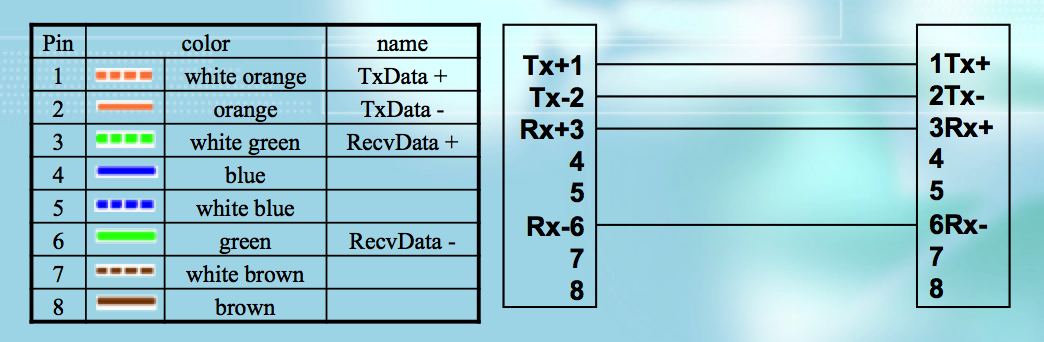 Pin color name
1 white orange TxData +
2 orange TxData -
3 white green RecvData +
4 blue
5 white blue
6 green RecvData -
7 white brown
8 brown
Tx+1
Tx-2
Rx+3
4
5
Rx-6
7
8
1Tx+
2Tx-
3Rx+
4
5
6Rx-
7
8